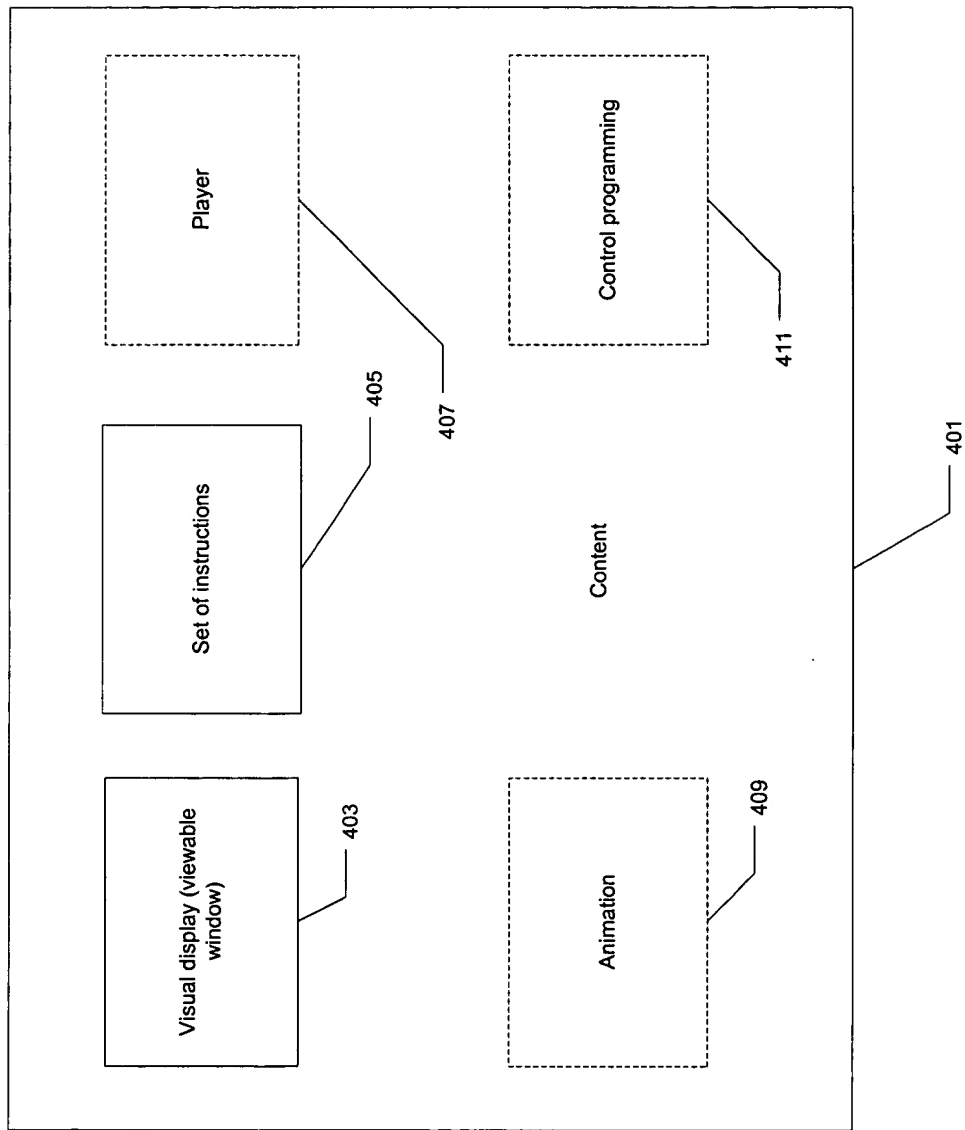 Visual display (viewable
window)
403
Set of instructions
405
Player
407
Animation
409
Content
Control programming
411
401